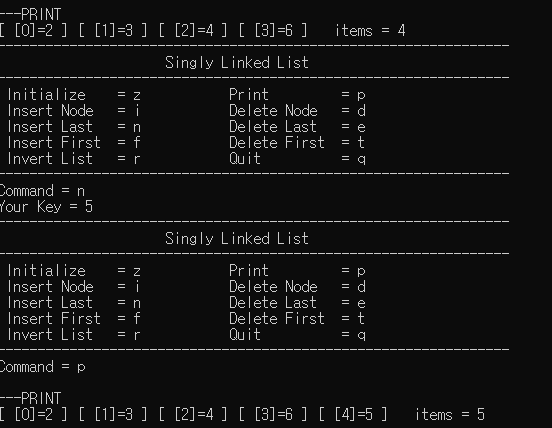 ---PRINT
[ [0]=2 ] [ [1]=3 ] [ [2]=4 ] [ [3]=6 ]   items = 4
----------------------------------------------------------------
                     Singly Linked List
----------------------------------------------------------------
 Initialize    = z           Print         = p
 Insert Node   = i           Delete Node   = d
 Insert Last   = n           Delete Last   = e
 Insert First  = f           Delete First  = t
 Invert List   = r           Quit          = q
----------------------------------------------------------------
Command = n
Your Key = 5
----------------------------------------------------------------
                     Singly Linked List
----------------------------------------------------------------
 Initialize    = z           Print         = p
 Insert Node   = i           Delete Node   = d
 Insert Last   = n           Delete Last   = e
 Insert First  = f           Delete First  = t
 Invert List   = r           Quit          = q
----------------------------------------------------------------
Command = p
---PRINT
[ [0]=2 ] [ [1]=3 ] [ [2]=4 ] [ [3]=6 ] [ [4]=5 ]   items = 5